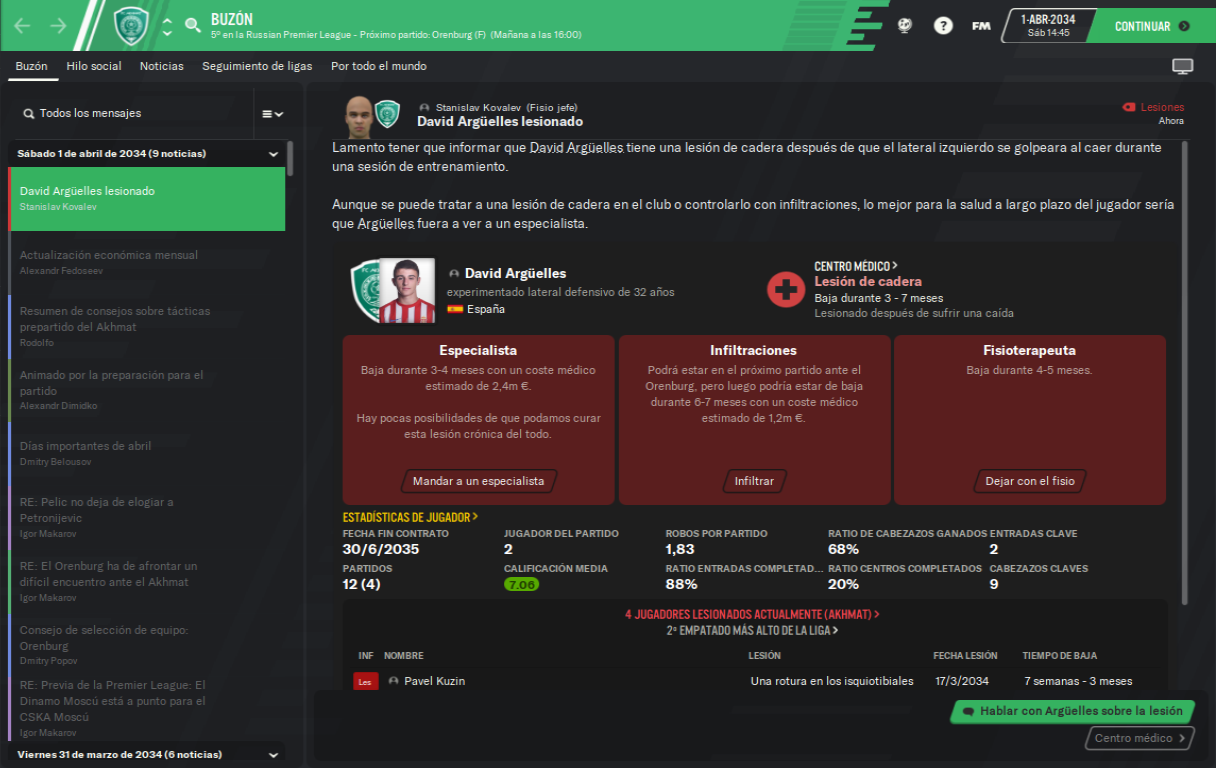 BUZÓN
5º en la Russian Premier League - Próximo partido: Orenburg (F) (Mañana a las 16:00)
?
FM
1-ABR-2034
Sáb 14:45
CONTINUAR
Buzón
Hilo social
Noticias
Seguimiento de ligas
Por todo el mundo
Todos los mensajes
Sábado 1 de abril de 2034 (9 noticias)
David Argüelles lesionado
Stanislav Kovalev
Actualización económica mensual
Alexandr Fedoseev
Resumen de consejos sobre tácticas
prepartido del Akhmat
Rodolfo
Animado por la preparación para el
partido
Alexandr Dimidko
Días importantes de abril
Dmitry Belousov
RE: Pelic no deja de elogiar a
Petronijevic
Igor Makarov
RE: El Orenburg ha de afrontar un
difícil encuentro ante el Akhmat
Igor Makarov
Consejo de selección de equipo:
Orenburg
Dmitry Popov
RE: Previa de la Premier League: El
Dinamo Moscú está a punto para el
CSKA Moscú
Igor Makarov
Viernes 31 de marzo de 2034 (6 noticias)
Stanislav Kovalev (Fisio jefe)
David Argüelles lesionado
Lesiones
Ahora
Lamento tener que informar que David Argüelles tiene una lesión de cadera después de que el lateral izquierdo se golpeara al caer durante
una sesión de entrenamiento.
Aunque se puede tratar a una lesión de cadera en el club o controlarlo con infiltraciones, lo mejor para la salud a largo plazo del jugador sería
que Argüelles fuera a ver a un especialista.
David Argüelles
experimentado lateral defensivo de 32 años
España
CENTRO MÉDICO >
Lesión de cadera
Baja durante 3 - 7 meses
Lesionado después de sufrir una caída
Especialista
Baja durante 3-4 meses con un coste médico
estimado de 2,4m €.
Hay pocas posibilidades de que podamos curar
esta lesión crónica del todo.
Mandar a un especialista
Infiltraciones
Podrá estar en el próximo partido ante el
Orenburg, pero luego podría estar de baja
durante 6-7 meses con un coste médico
estimado de 1,2m €.
Infiltrar
Fisioterapeuta
Baja durante 4-5 meses.
Dejar con el fisio
ESTADÍSTICAS DE JUGADOR >
FECHA FIN CONTRATO
30/6/2035
JUGADOR DEL PARTIDO
2
ROBOS POR PARTIDO
1,83
RATIO DE CABEZAZOS GANADOS
68%
ENTRADAS CLAVE
2
PARTIDOS
12 (4)
CALIFICACIÓN MEDIA
7.06
RATIO ENTRADAS COMPLETAD...
88%
RATIO CENTROS COMPLETADOS
20%
CABEZAZOS CLAVES
9
4 JUGADORES LESIONADOS ACTUALMENTE (AKHMAT) >
2º EMPATADO MÁS ALTO DE LA LIGA >
INF NOMBRE LESIÓN FECHA LESIÓN TIEMPO DE BAJA
Les Pavel Kuzin Una rotura en los isquiotibiales 17/3/2034 7 semanas - 3 meses
Hablar con Argüelles sobre la lesión
Centro médico >